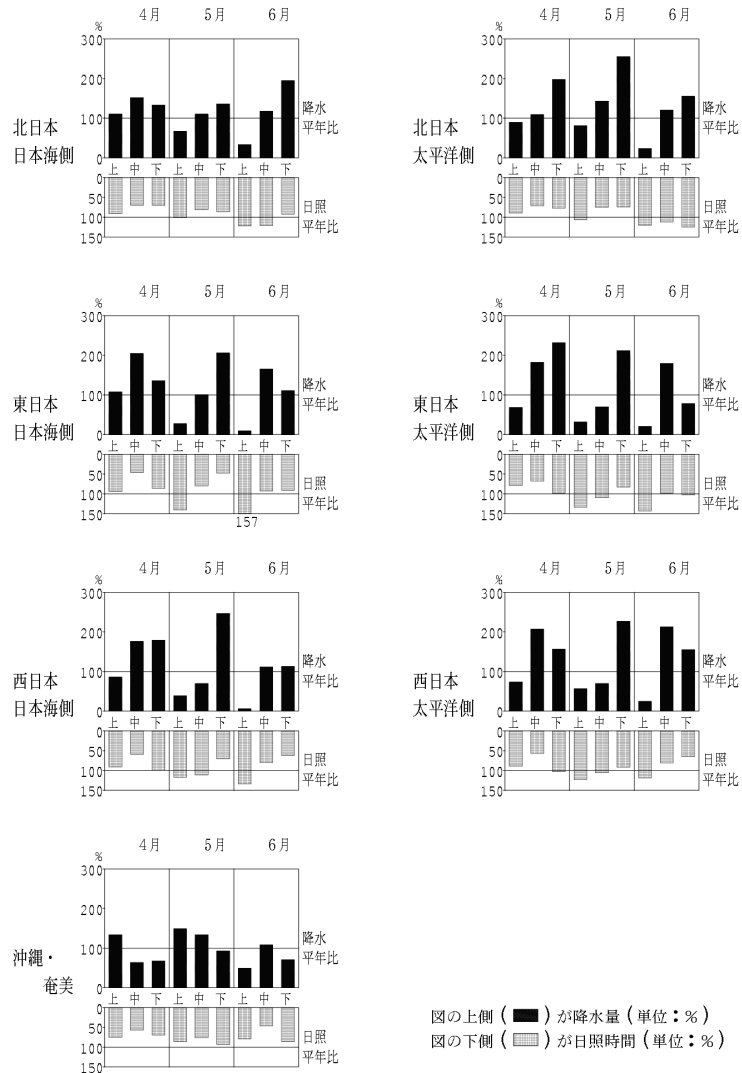 4月 5月 6月
%
300
200
100
0
降水
平年比
北日本
日本海側
上 中 下 上 中 下 上 中 下
0
50
100
150
日照
平年比
4月 5月 6月
%
300
200
100
0
降水
平年比
北日本
太平洋側
上 中 下 上 中 下 上 中 下
0
50
100
150
日照
平年比
4月 5月 6月
%
300
200
100
0
降水
平年比
東日本
日本海側
上 中 下 上 中 下 上 中 下
0
50
100
150
日照
平年比
157
4月 5月 6月
%
300
200
100
0
降水
平年比
東日本
太平洋側
上 中 下 上 中 下 上 中 下
0
50
100
150
日照
平年比
4月 5月 6月
%
300
200
100
0
降水
平年比
西日本
日本海側
上 中 下 上 中 下 上 中 下
0
50
100
150
日照
平年比
4月 5月 6月
%
300
200
100
0
降水
平年比
西日本
太平洋側
上 中 下 上 中 下 上 中 下
0
50
100
150
日照
平年比
4月 5月 6月
%
300
200
100
0
降水
平年比
沖縄・
奄美
上 中 下 上 中 下 上 中 下
0
50
100
150
日照
平年比
図の上側( )が降水量(単位:%)
図の下側( )が日照時間(単位:%)